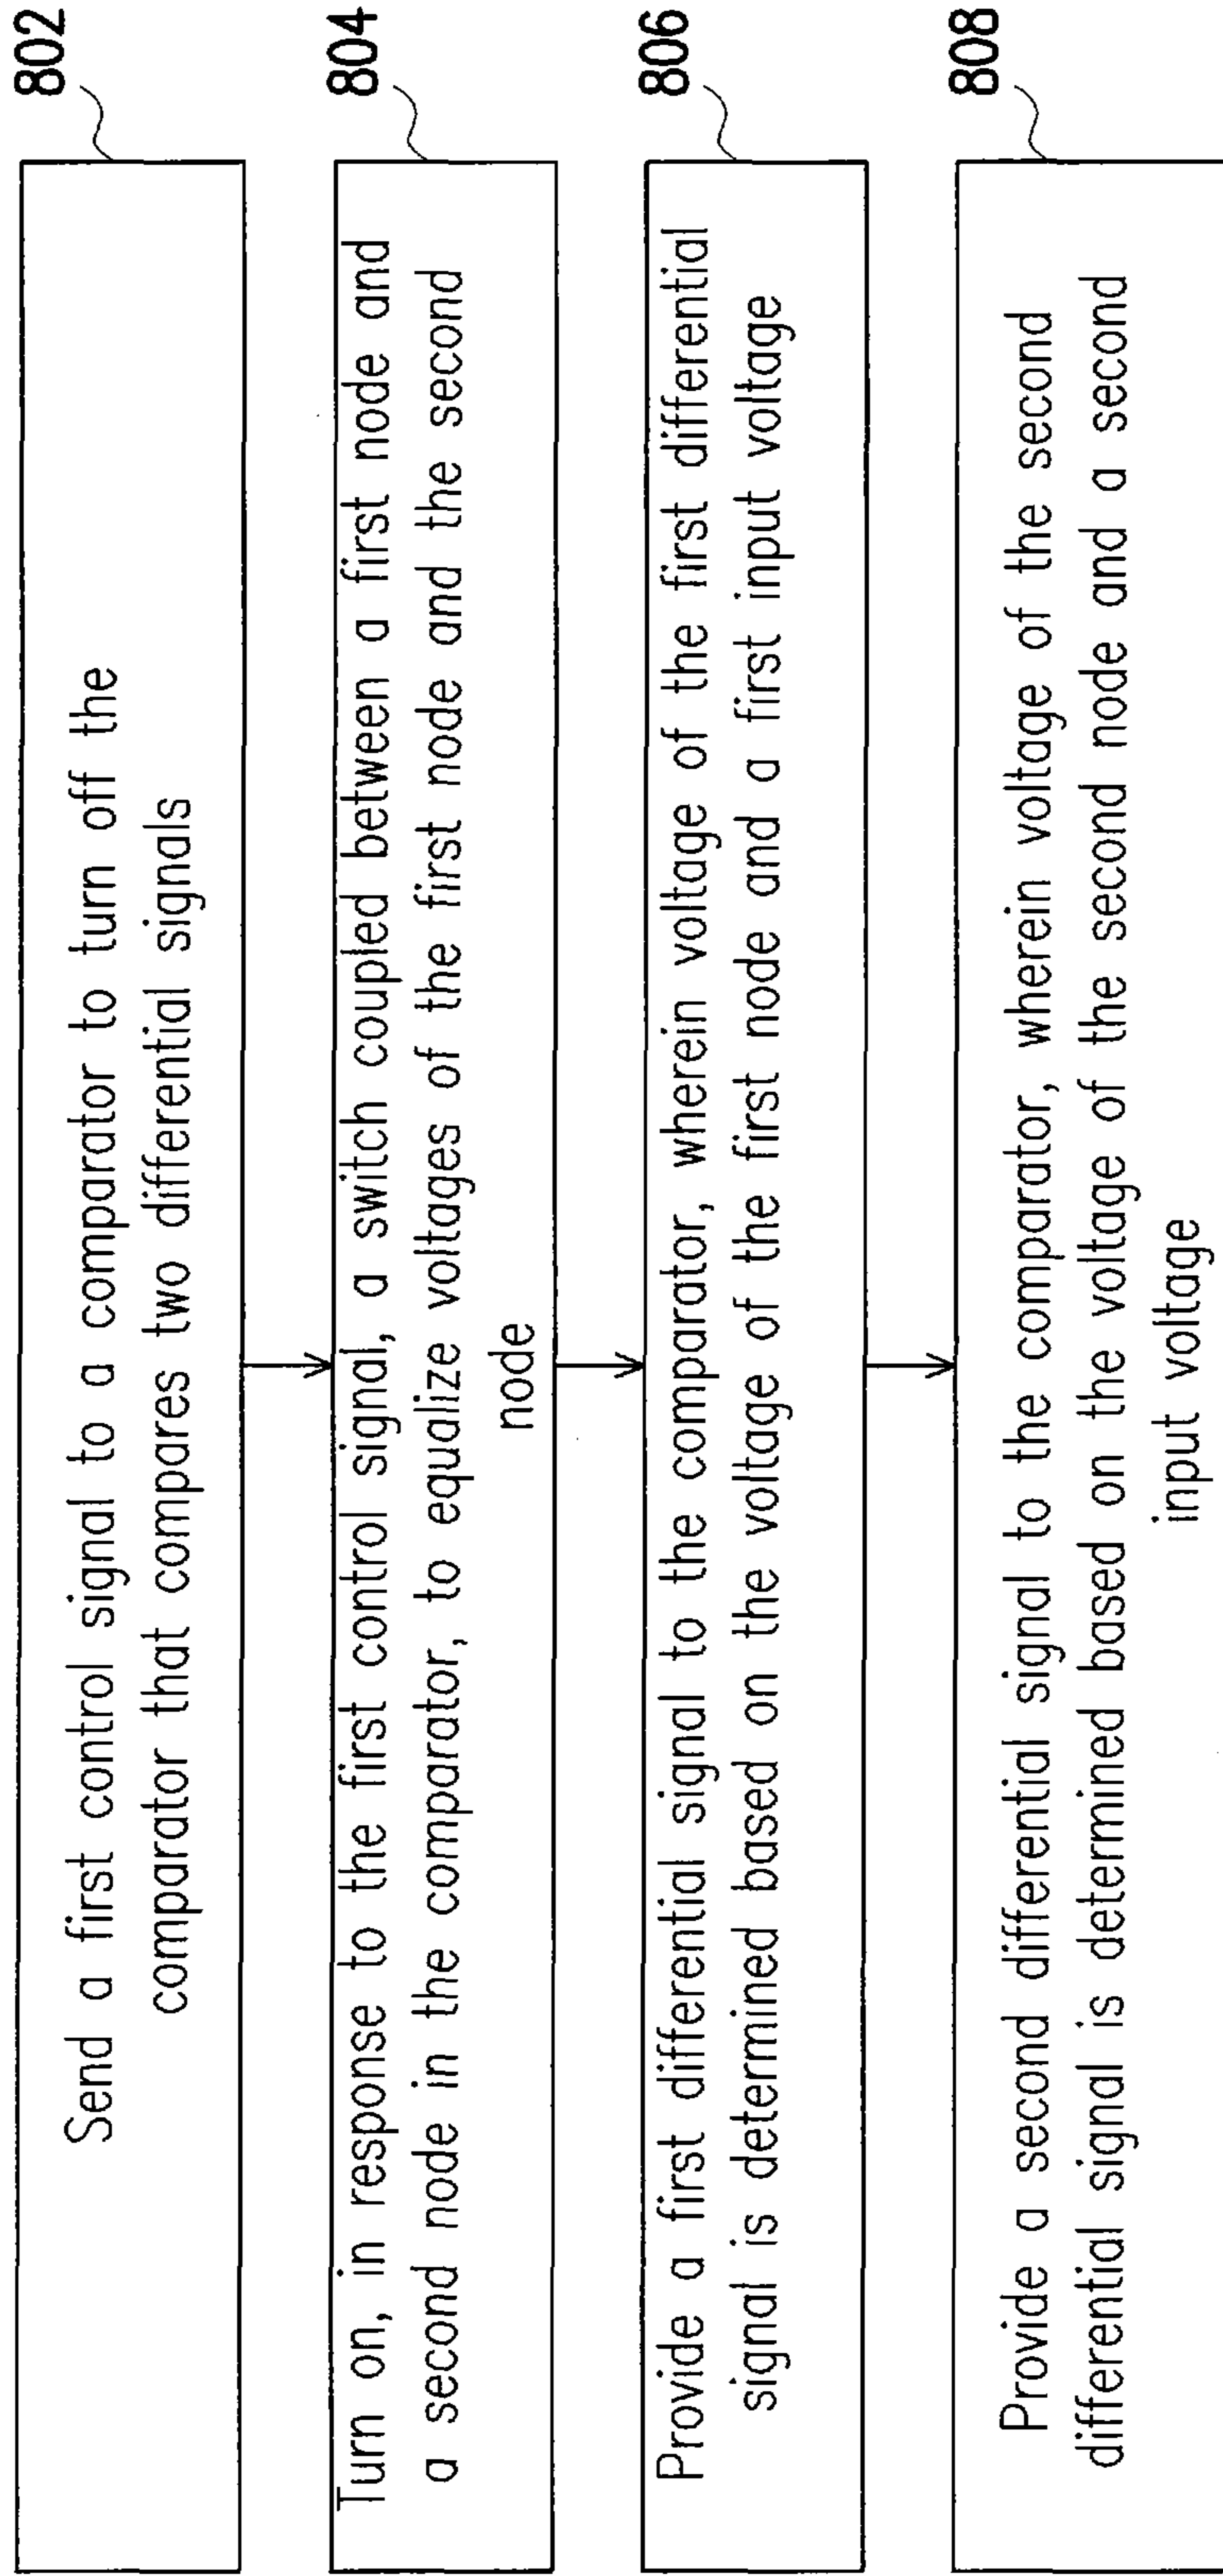 802
Send a first control signal to a comparator to turn off the
comparator that compares two differential signals
804
Turn on, in response to the first control signal, a switch coupled between a first node and
a second node in the comparator, to equalize voltages of the first node and the second
node
806
Provide a first differential signal to the comparator, wherein voltage of the first differential
signal is determined based on the voltage of the first node and a first input voltage
808
Provide a second differential signal to the comparator, wherein voltage of the second
differential signal is determined based on the voltage of the second node and a second
input voltage